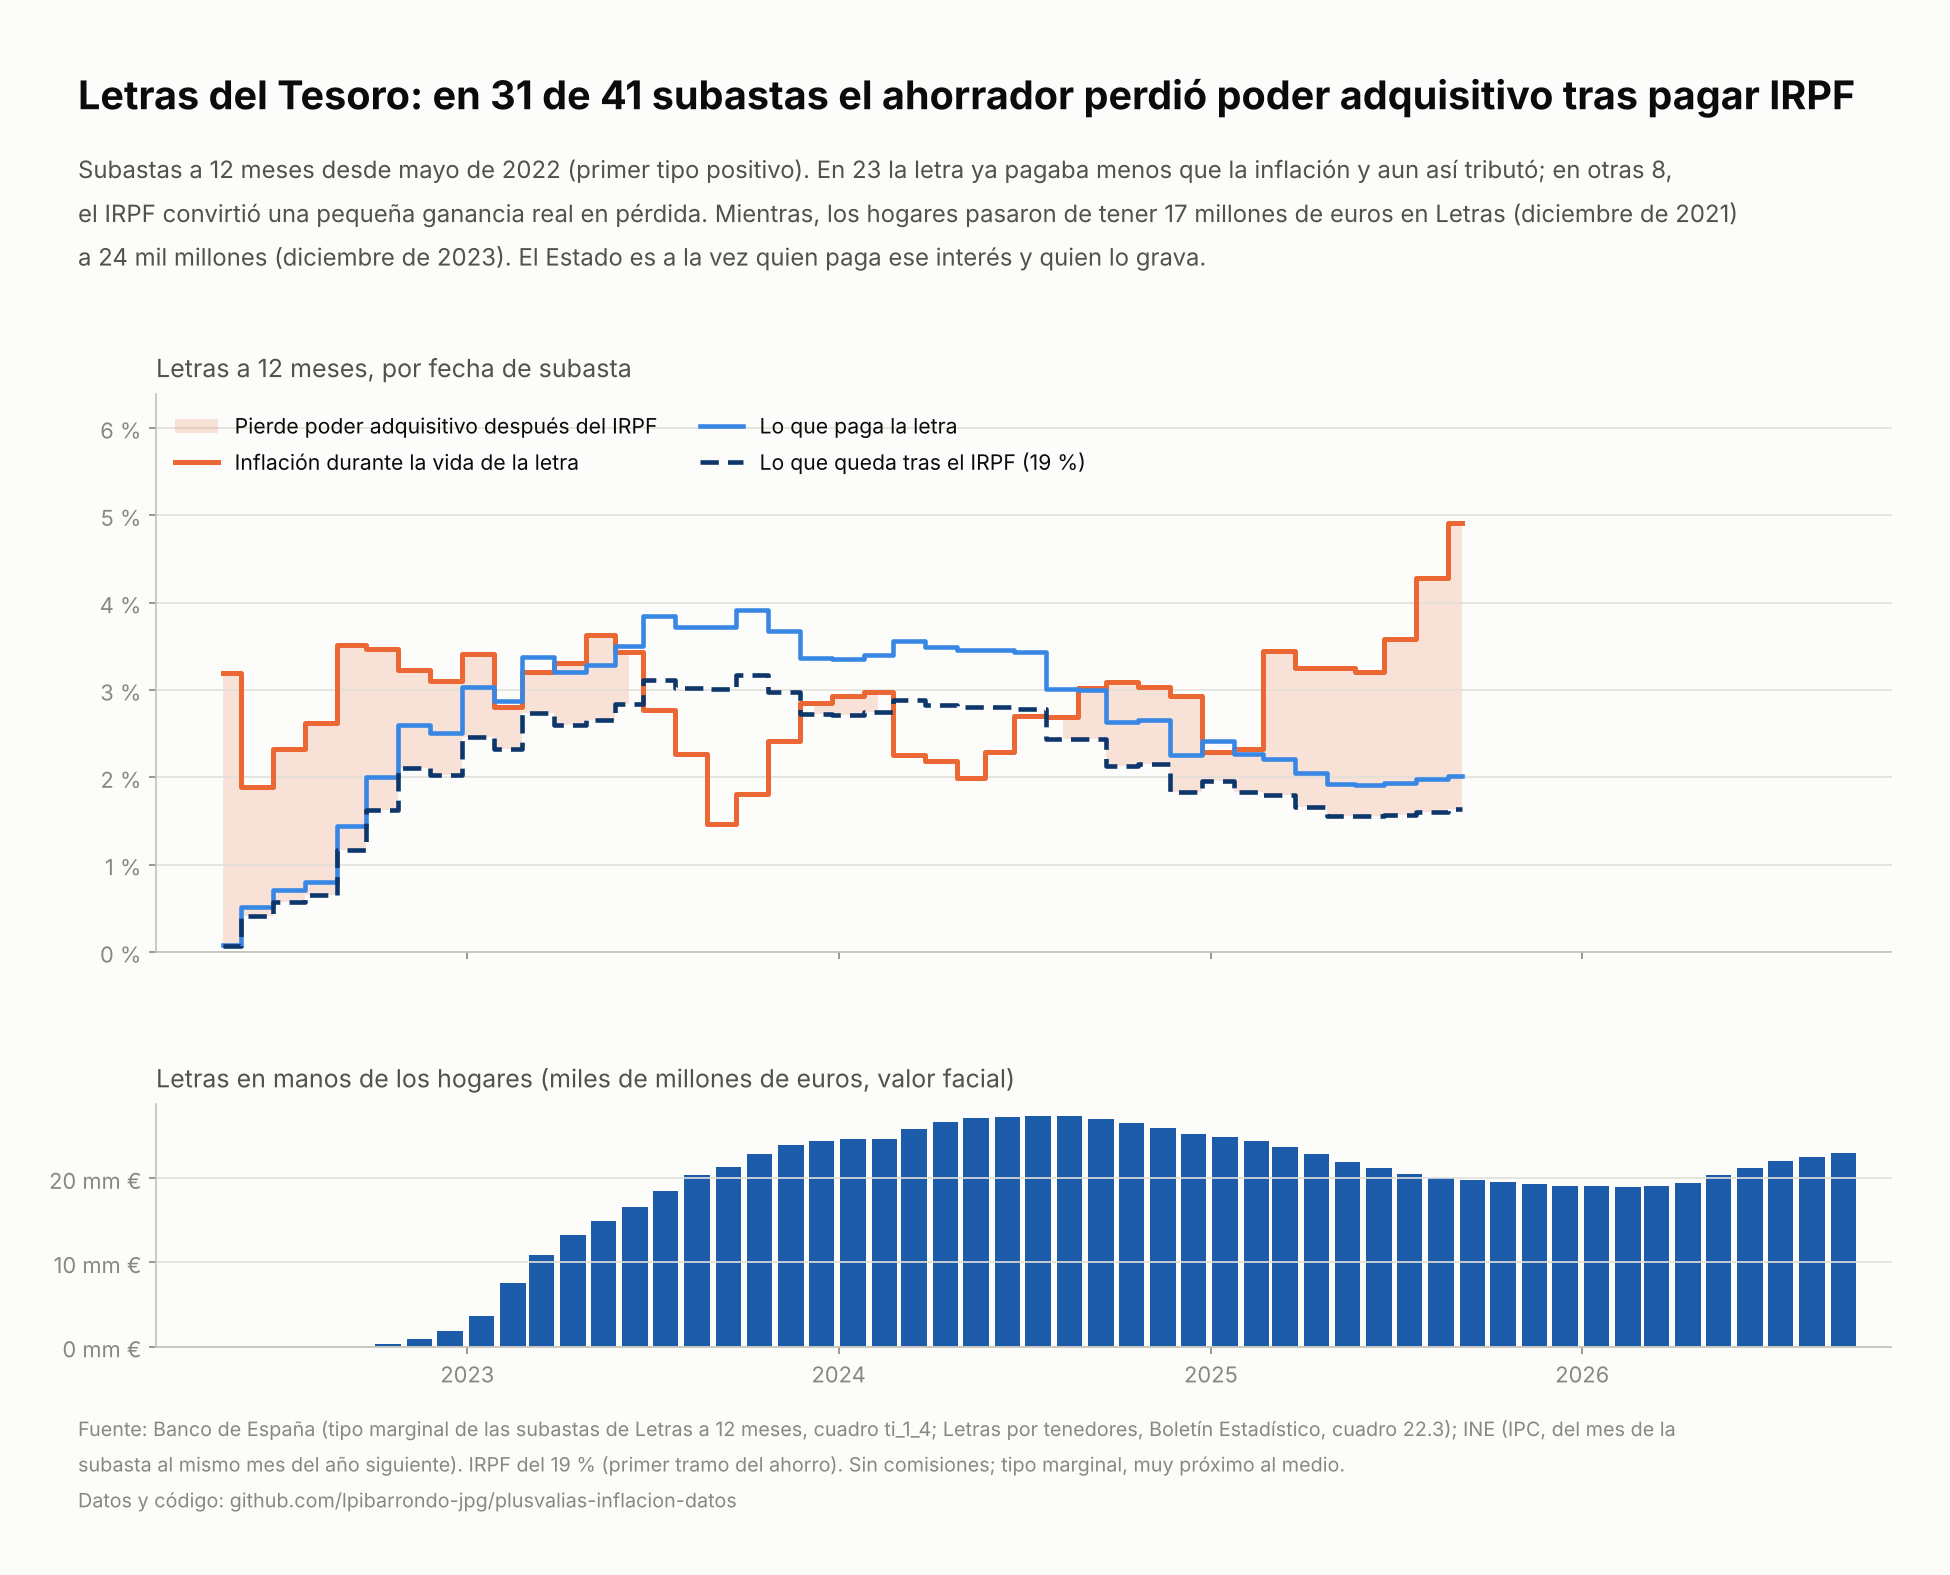 Letras del Tesoro: en 31 de 41 subastas el ahorrador perdió poder adquisitivo tras pagar IRPF
Subastas a 12 meses desde mayo de 2022 (primer tipo positivo). En 23 la letra ya pagaba menos que la inflación y aun así tributó; en otras 8,
el IRPF convirtió una pequeña ganancia real en pérdida. Mientras, los hogares pasaron de tener 17 millones de euros en Letras (diciembre de 2021)
a 24 mil millones (diciembre de 2023). El Estado es a la vez quien paga ese interés y quien lo grava.
Letras a 12 meses, por fecha de subasta
Pierde poder adquisitivo después del IRPF
Lo que paga la letra
Inflación durante la vida de la letra
Lo que queda tras el IRPF (19 %)
6 %
5 %
4 %
3 %
2 %
1 %
0 %
Letras en manos de los hogares (miles de millones de euros, valor facial)
20 mm €
10 mm €
0 mm €
2023
2024
2025
2026
Fuente: Banco de España (tipo marginal de las subastas de Letras a 12 meses, cuadro ti_1_4; Letras por tenedores, Boletín Estadístico, cuadro 22.3); INE (IPC, del mes de la
subasta al mismo mes del año siguiente). IRPF del 19 % (primer tramo del ahorro). Sin comisiones; tipo marginal, muy próximo al medio.
Datos y código: github.com/lpibarrondo-jpg/plusvalias-inflacion-datos